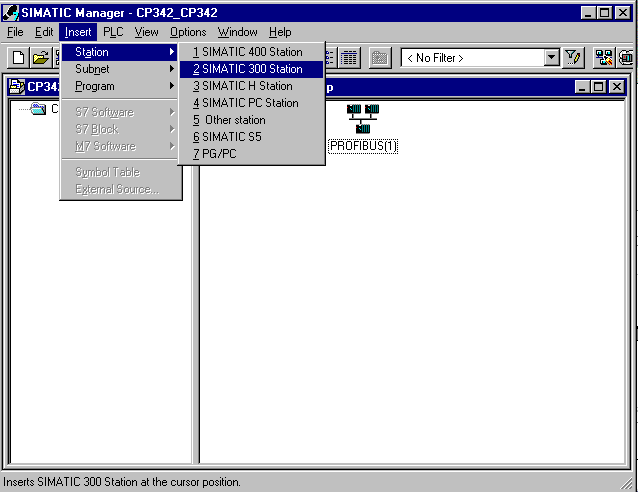 SIMATIC Manager - CP342_CP342
File Edit Insert PLC View Options Window Help
Station
Subnet
Program
S7 Software
S7 Block
M7 Software
Symbol Table
External Source...
1 SIMATIC 400 Station
2 SIMATIC 300 Station
3 SIMATIC H Station
4 SIMATIC PC Station
5 Other station
6 SIMATIC S5
7 PG/PC
< No Filter >
CP342
p
C
PROFIBUS(1)
Inserts SIMATIC 300 Station at the cursor position.